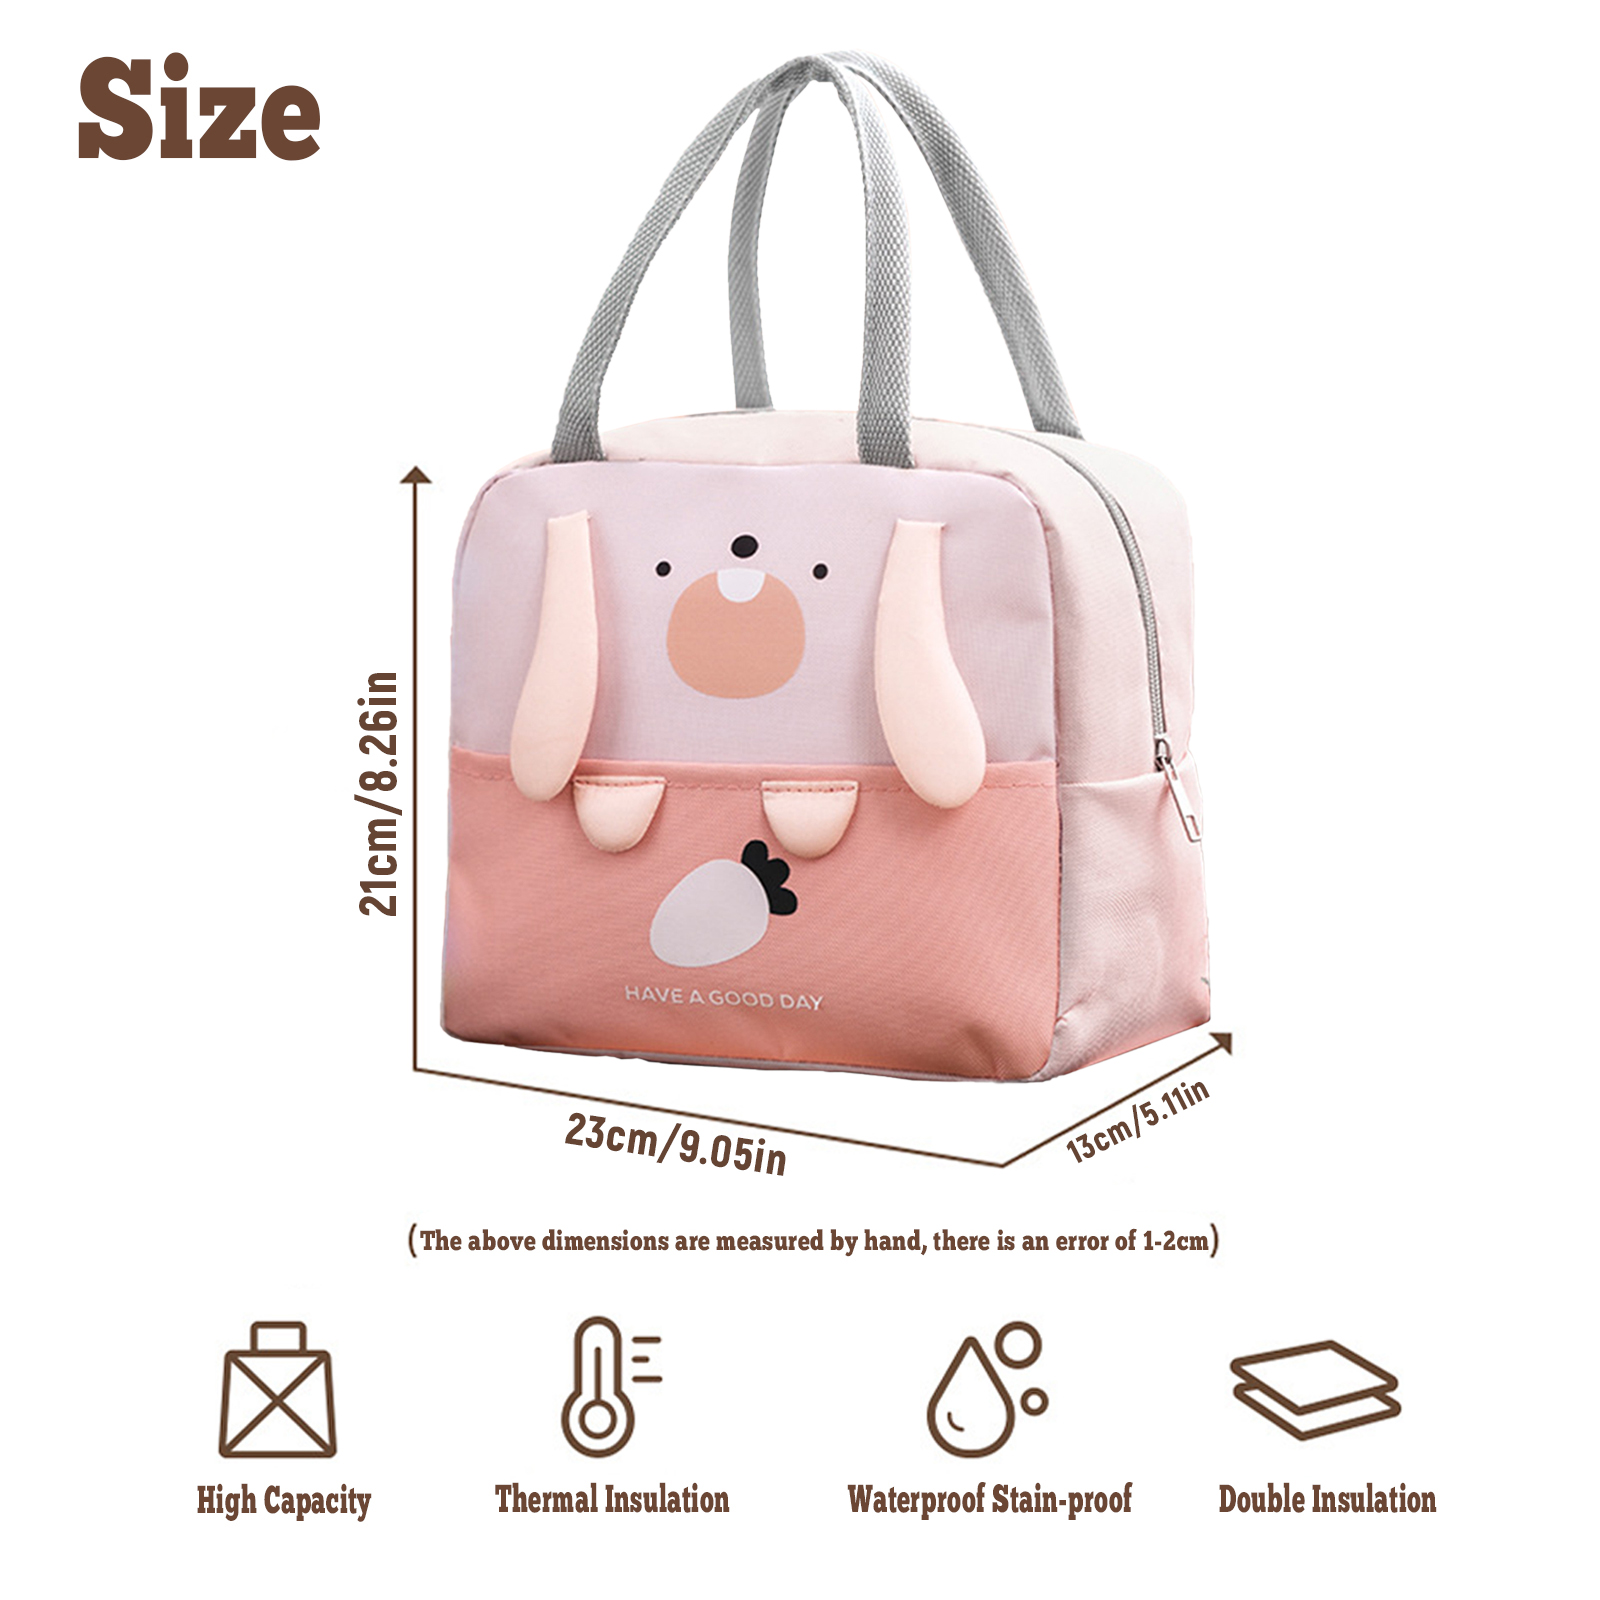 Size
21cm/8.26in
HAVE A GOOD DAY
23cm/9.05in
13cm/5.11in
(The above dimensions are measured by hand, there is an error of 1-2cm)
High Capacity
Thermal Insulation
Waterproof Stain-proof
Double Insulation